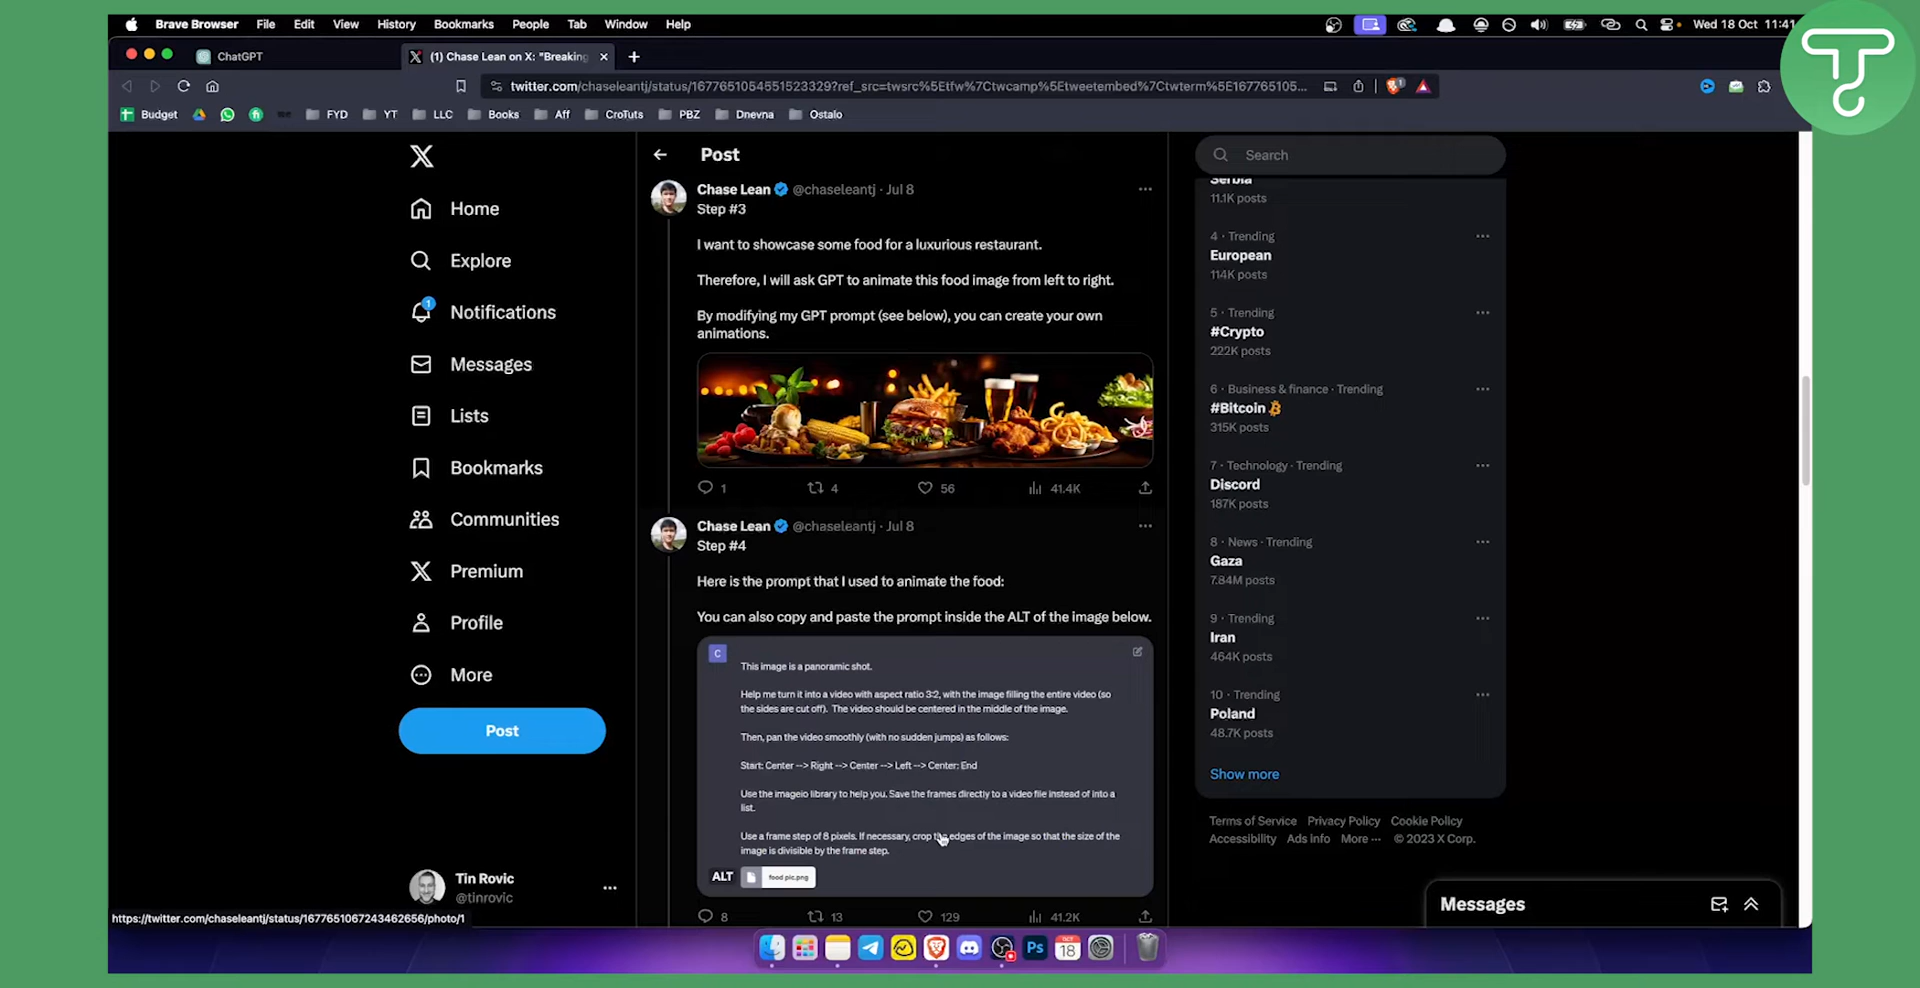 Brave Browser File Edit View History Bookmarks People Tab Window Help
Wed 18 Oct 11:41
ChatGPT
(1) Chase Lean on X: "Breaking
twitter.com/chaseleantj/status/1677651054551523329?ref_src=twsrc%5Etfw%7Ctwcamp%5Etweetembed%7Ctwterm%5E167765105...
Budget FYD YT LLC Books Aff CroTuts PBZ Dnevna Ostalo
Home
Explore
1
Notifications
Messages
Lists
Bookmarks
Communities
Premium
Profile
More
Post
Tin Rovic
@tinrovic
https://twitter.com/chaseleantj/status/1677651067243462656/photo/1
Post
Chase Lean @chaseleantj · Jul 8
Step #3
I want to showcase some food for a luxurious restaurant.
Therefore, I will ask GPT to animate this food image from left to right.
By modifying my GPT prompt (see below), you can create your own
animations.
1 4 56 41.4K
Chase Lean @chaseleantj · Jul 8
Step #4
Here is the prompt that I used to animate the food:
You can also copy and paste the prompt inside the ALT of the image below.
C
This image is a panoramic shot.
Help me turn it into a video with aspect ratio 3:2, with the image filling the entire video (so
the sides are cut off). The video should be centered in the middle of the image.
Then, pan the video smoothly (with no sudden jumps) as follows:
Start: Center --> Right --> Center --> Left --> Center: End
Use the imageio library to help you. Save the frames directly to a video file instead of into a
list.
Use a frame step of 8 pixels. If necessary, crop the edges of the image so that the size of the
image is divisible by the frame step.
ALT food pic.png
8 13 129 41.2K
Search
Serbia
11.1K posts
4 · Trending
European
114K posts
5 · Trending
#Crypto
222K posts
6 · Business & finance · Trending
#Bitcoin
315K posts
7 · Technology · Trending
Discord
187K posts
8 · News · Trending
Gaza
7.84M posts
9 · Trending
Iran
464K posts
10 · Trending
Poland
48.7K posts
Show more
Terms of Service Privacy Policy Cookie Policy
Accessibility Ads info More ··· © 2023 X Corp.
Messages
Ps
OCT
18